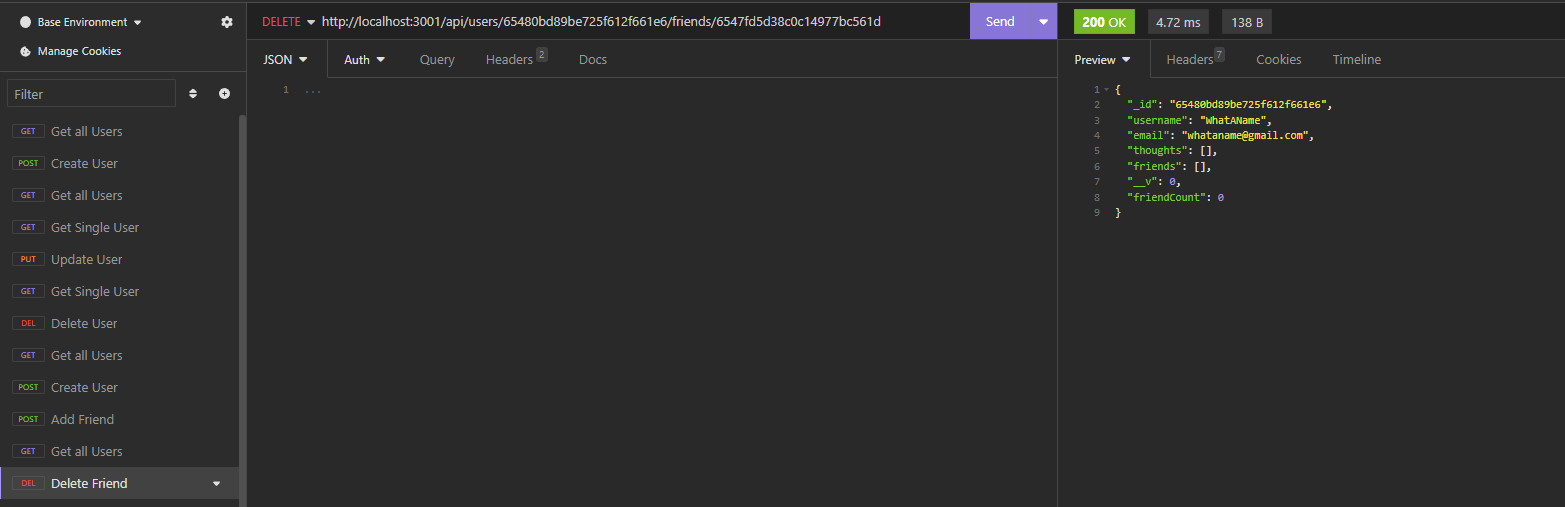 Base Environment
Manage Cookies
Filter
GET Get all Users
POST Create User
GET Get all Users
GET Get Single User
PUT Update User
GET Get Single User
DEL Delete User
GET Get all Users
POST Create User
POST Add Friend
GET Get all Users
DEL Delete Friend
DELETE http://localhost:3001/api/users/65480bd89be725f612f661e6/friends/6547fd5d38c0c14977bc561d Send
JSON Auth Query Headers 2 Docs
1 ...
200 OK 4.72 ms 138 B
Preview Headers 7 Cookies Timeline
1 {
2 "_id": "65480bd89be725f612f661e6",
3 "username": "WhatAName",
4 "email": "whataname@gmail.com",
5 "thoughts": [],
6 "friends": [],
7 "__v": 0,
8 "friendCount": 0
9 }